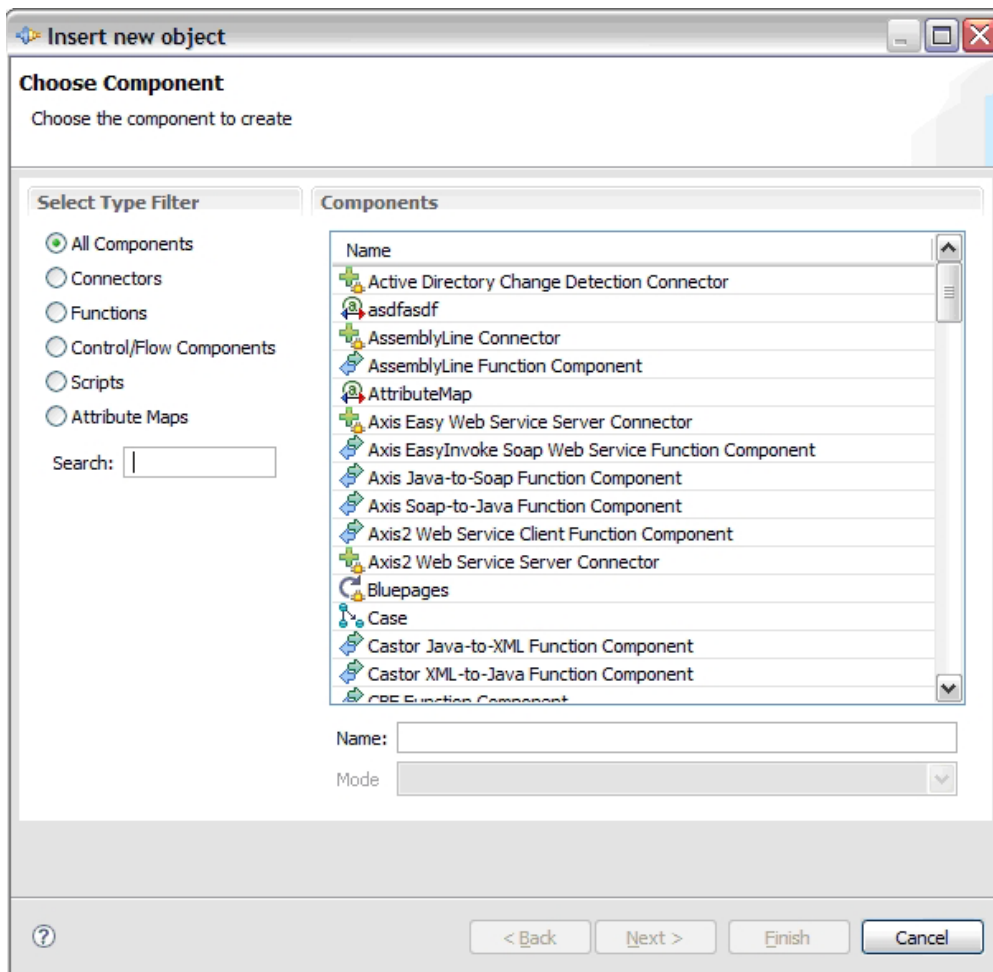 Insert new object
Choose Component
Choose the component to create
Select Type Filter
All Components
Connectors
Functions
Control/Flow Components
Scripts
Attribute Maps
Search:
Components
Name
Active Directory Change Detection Connector
asdfasdf
AssemblyLine Connector
AssemblyLine Function Component
AttributeMap
Axis Easy Web Service Server Connector
Axis EasyInvoke Soap Web Service Function Component
Axis Java-to-Soap Function Component
Axis Soap-to-Java Function Component
Axis2 Web Service Client Function Component
Axis2 Web Service Server Connector
Bluepages
Case
Castor Java-to-XML Function Component
Castor XML-to-Java Function Component
CBE Function Component
Name:
Mode
< Back Next > Finish Cancel